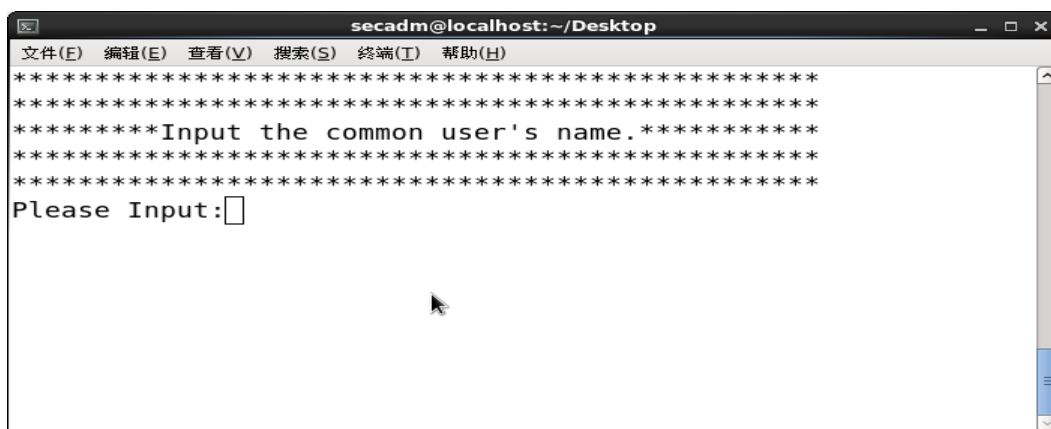 secadm@localhost:~/Desktop
文件(F) 编辑(E) 查看(V) 搜索(S) 终端(T) 帮助(H)
*************************************************
*************************************************
*********Input the common user's name.***********
*************************************************
*************************************************
Please Input: